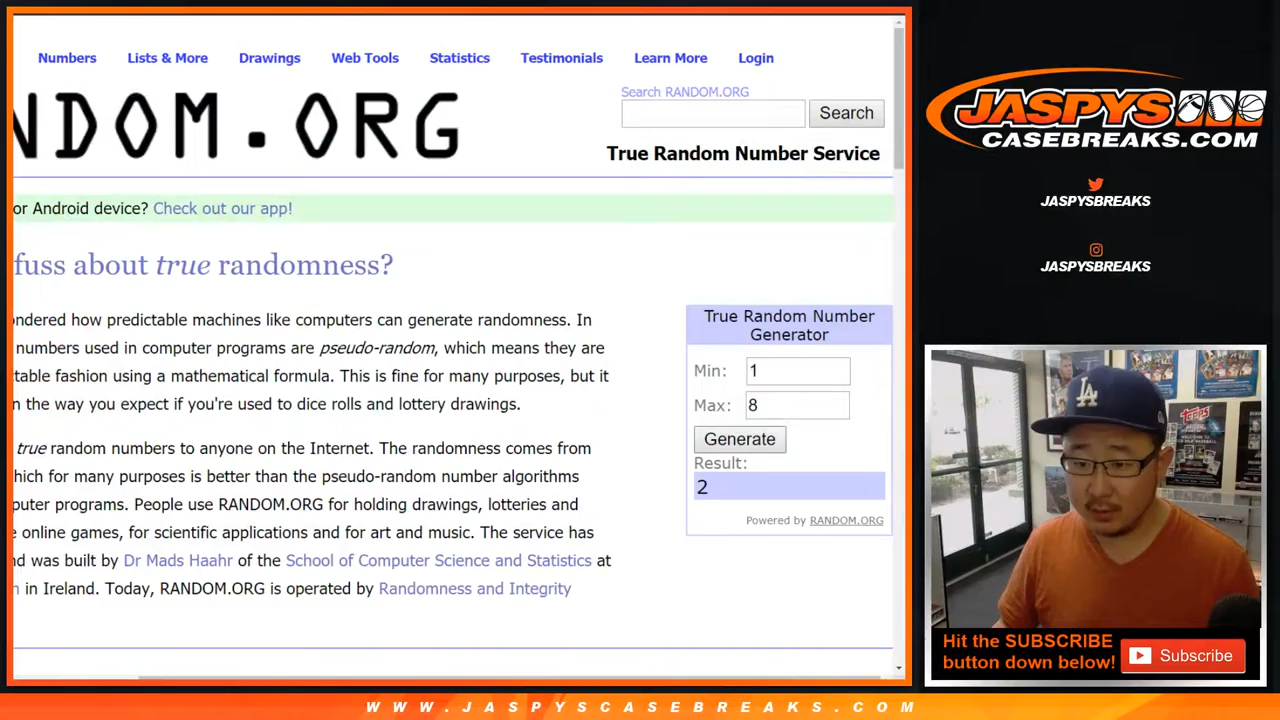 Numbers Lists & More Drawings Web Tools Statistics Testimonials Learn More Login
Search RANDOM.ORG
Search
NDOM.ORG
True Random Number Service
or Android device? Check out our app!
fuss about true randomness?
ondered how predictable machines like computers can generate randomness. In
numbers used in computer programs are pseudo-random, which means they are
table fashion using a mathematical formula. This is fine for many purposes, but it
n the way you expect if you're used to dice rolls and lottery drawings.
true random numbers to anyone on the Internet. The randomness comes from
hich for many purposes is better than the pseudo-random number algorithms
puter programs. People use RANDOM.ORG for holding drawings, lotteries and
e online games, for scientific applications and for art and music. The service has
d was built by Dr Mads Haahr of the School of Computer Science and Statistics at
n in Ireland. Today, RANDOM.ORG is operated by Randomness and Integrity
True Random Number
Generator
Min: 1
Max: 8
Generate
Result:
2
Powered by RANDOM.ORG
JASPYS
CASEBREAKS.COM
JASPYSBREAKS
JASPYSBREAKS
LA
TOPPS
Hit the SUBSCRIBE
button down below!
Subscribe
WWW.JASPYSCASEBREAKS.COM